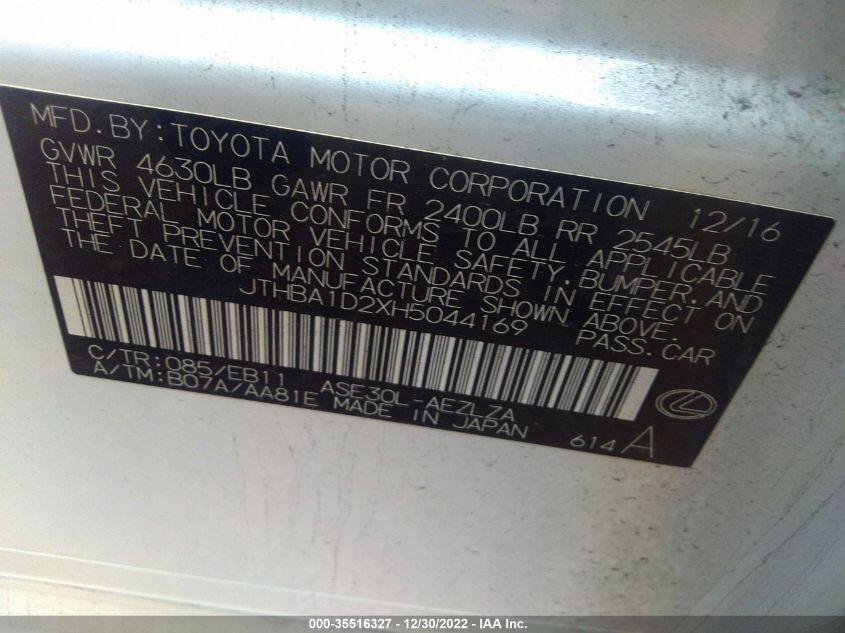 MFD.BY:TOYOTA MOTOR CORPORATION 12/16
GVWR 4630LB GAWR FR 2400LB RR 2545LB
THIS VEHICLE CONFORMS TO ALL APPLICABLE
FEDERAL MOTOR VEHICLE SAFETY,BUMPER,AND
THEFT PREVENTION STANDARDS IN EFFECT ON
THE DATE OF MANUFACTURE SHOWN ABOVE.
JTHBA1D2XH5044169 PASS.CAR
C/TR:085/EB11 ASE30L-AEZLZA
A/TM:B07A/AA81E MADE IN JAPAN 614A
000-35516327 - 12/30/2022 - IAA Inc.